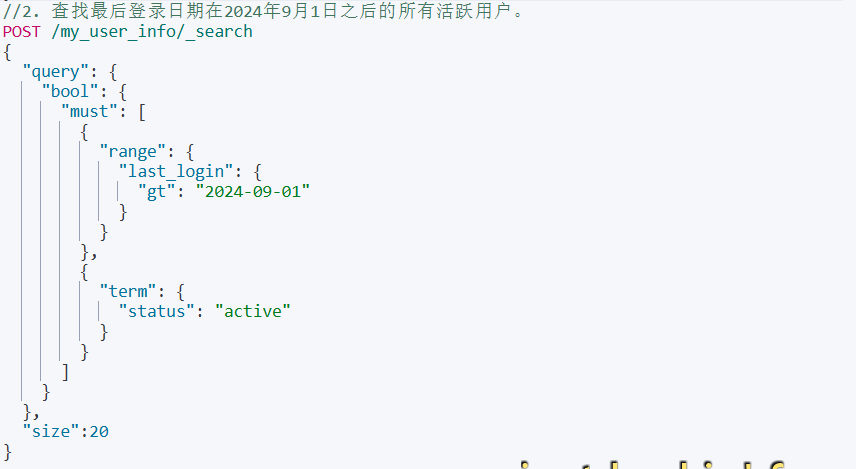 //2. 查找最后登录日期在2024年9月1日之后的所有活跃用户。
POST /my_user_info/_search
{
  "query": {
    "bool": {
      "must": [
        {
          "range": {
            "last_login": {
              "gt": "2024-09-01"
            }
          }
        },
        {
          "term": {
            "status": "active"
          }
        }
      ]
    }
  },
  "size":20
}